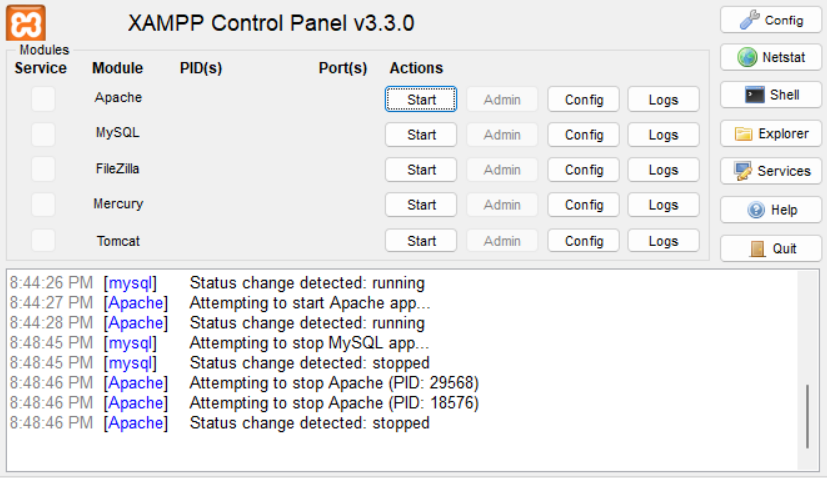 XAMPP Control Panel v3.3.0
Config
Modules
Service Module PID(s) Port(s) Actions
Netstat
Apache Start Admin Config Logs
Shell
MySQL Start Admin Config Logs
Explorer
FileZilla Start Admin Config Logs
Services
Mercury Start Admin Config Logs
Help
Tomcat Start Admin Config Logs
Quit
8:44:26 PM [mysql] Status change detected: running
8:44:27 PM [Apache] Attempting to start Apache app...
8:44:28 PM [Apache] Status change detected: running
8:48:45 PM [mysql] Attempting to stop MySQL app...
8:48:45 PM [mysql] Status change detected: stopped
8:48:46 PM [Apache] Attempting to stop Apache (PID: 29568)
8:48:46 PM [Apache] Attempting to stop Apache (PID: 18576)
8:48:46 PM [Apache] Status change detected: stopped